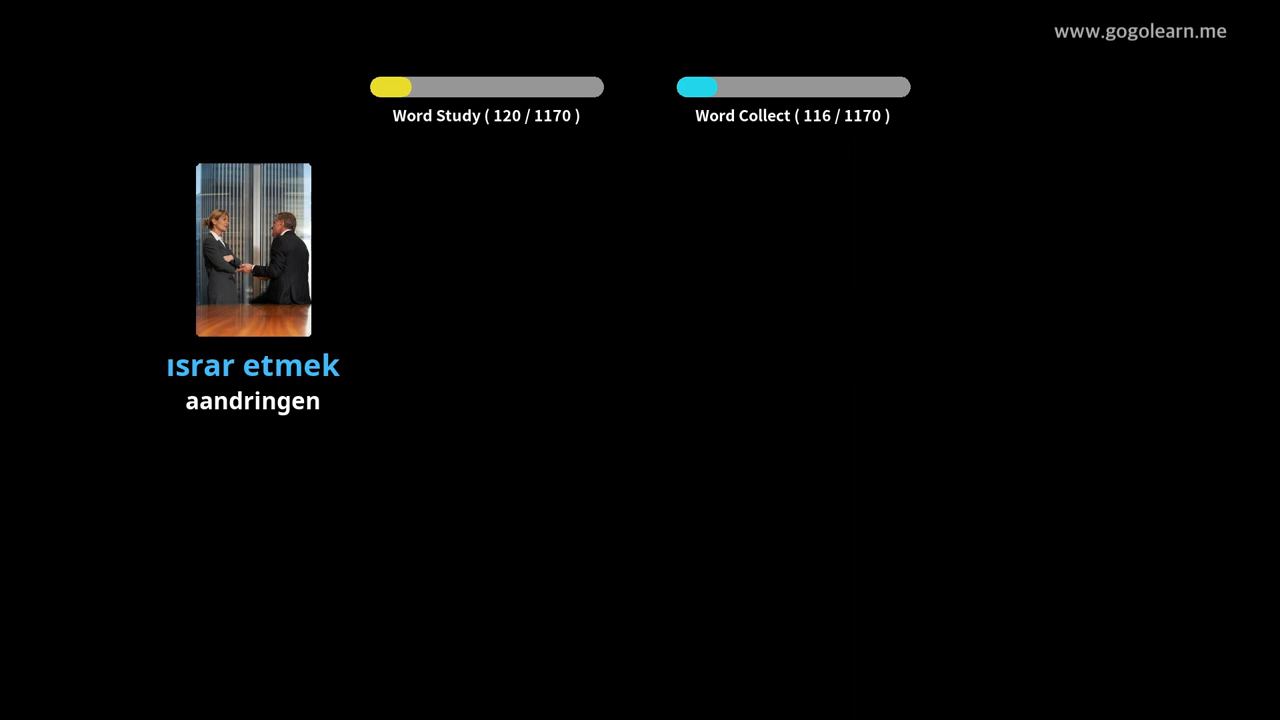 www.gogolearn.me
Word Study ( 120 / 1170 )
Word Collect ( 116 / 1170 )
ısrar etmek
aandringen